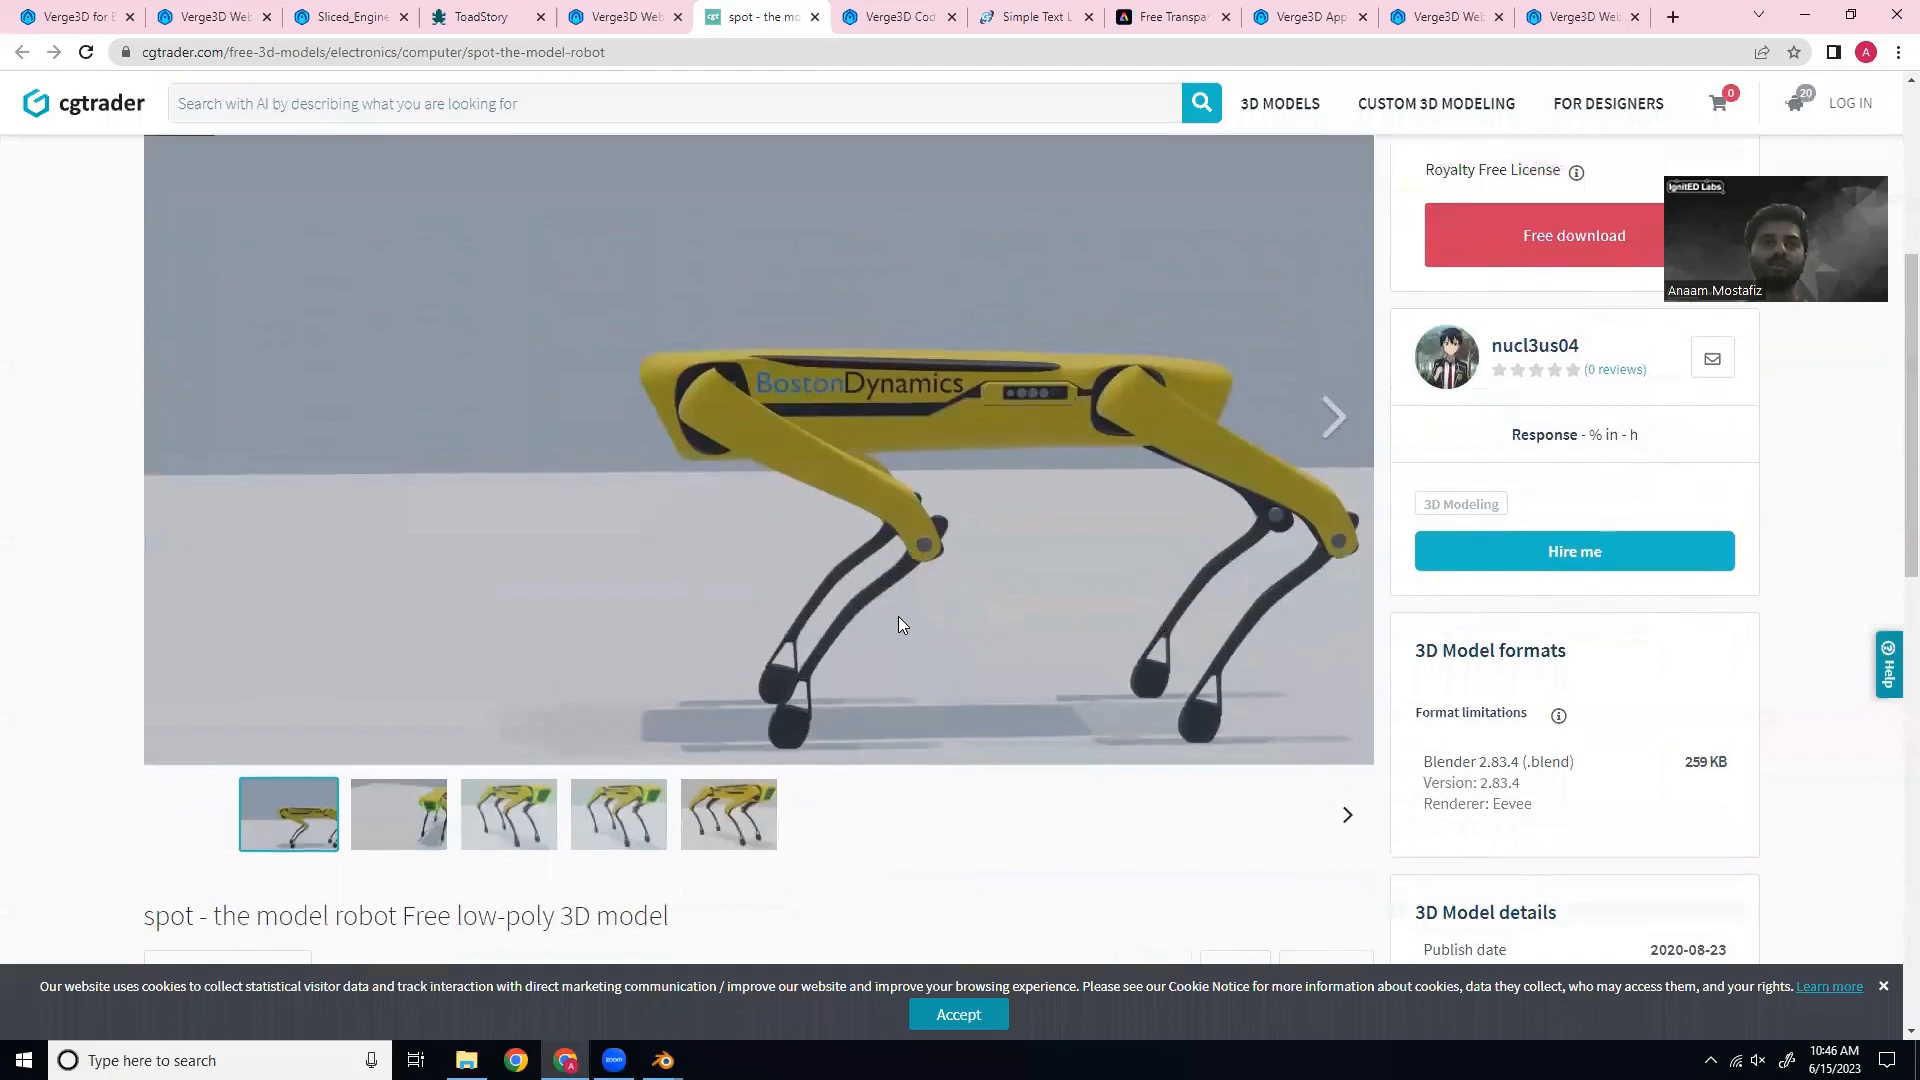 Verge3D for B
Verge3D Web
Sliced_Engine
ToadStory
Verge3D Web
spot - the mo
Verge3D Cod
Simple Text L
Free Transpa
Verge3D App
Verge3D Web
Verge3D Web
cgtrader.com/free-3d-models/electronics/computer/spot-the-model-robot
A
cgtrader
Search with AI by describing what you are looking for
3D MODELS
CUSTOM 3D MODELING
FOR DESIGNERS
0
20
LOG IN
Royalty Free License
Free download
IgnitED Labs
Anaam Mostafiz
BostonDynamics
nucl3us04
(0 reviews)
Response - % in - h
3D Modeling
Hire me
3D Model formats
Format limitations
Blender 2.83.4 (.blend) 259 KB
Version: 2.83.4
Renderer: Eevee
Help
spot - the model robot Free low-poly 3D model
3D Model details
Publish date 2020-08-23
Our website uses cookies to collect statistical visitor data and track interaction with direct marketing communication / improve our website and improve your browsing experience. Please see our Cookie Notice for more information about cookies, data they collect, who may access them, and your rights. Learn more
Accept
Type here to search
zoom
10:46 AM
6/15/2023